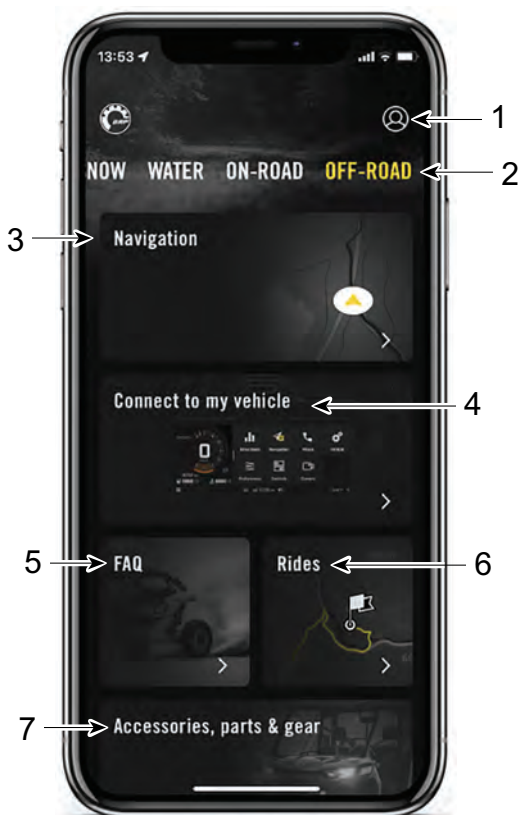 13:53
1
NOW WATER ON-ROAD OFF-ROAD
2
3
Navigation
Connect to my vehicle
4
0
5
FAQ
Rides
6
7
Accessories, parts & gear